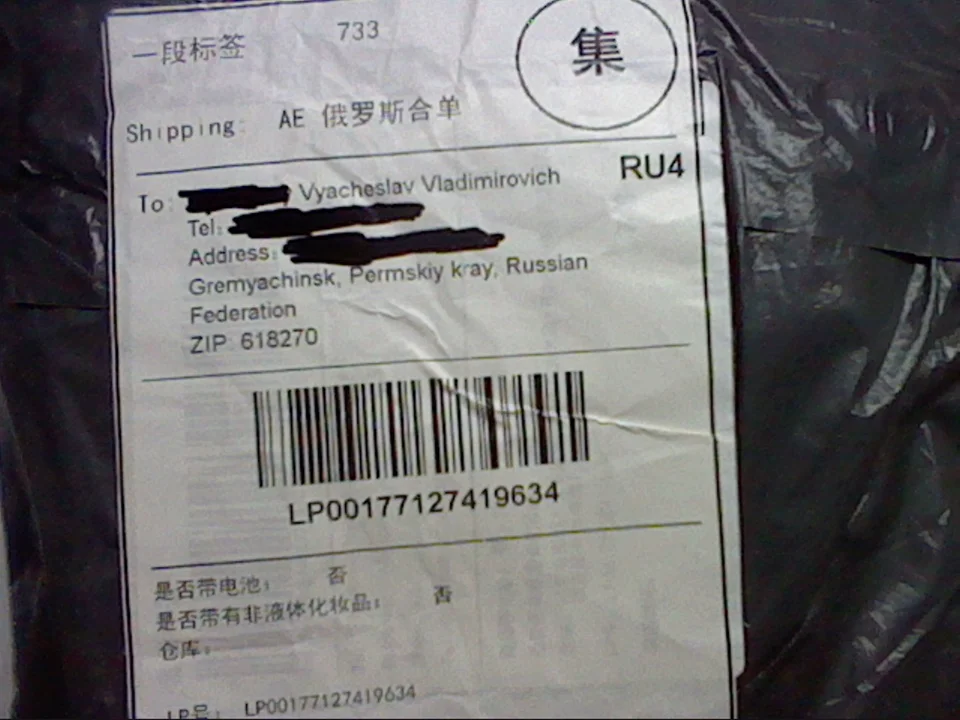 一段标签 733 集
Shipping: AE 俄罗斯合单
RU4
To: Vyacheslav Vladimirovich
Tel:
Address:
Gremyachinsk, Permskiy kray, Russian
Federation
ZIP: 618270
LP00177127419634
是否带电池: 否
是否带有非液体化妆品: 否
仓库:
LP号: LP00177127419634